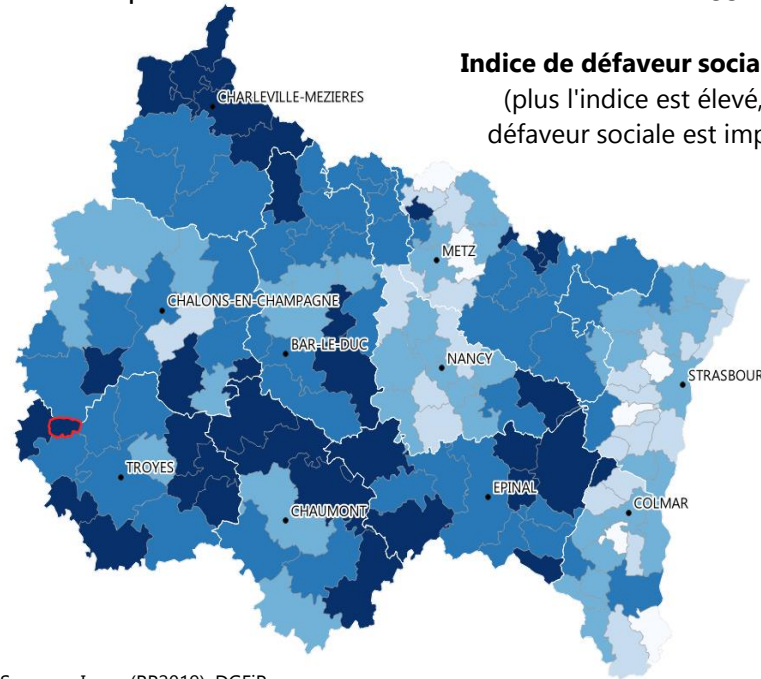 Indice de défaveur socia
(plus l'indice est élevé,
défaveur sociale est imp
CHARLEVILLE-MEZIERES
METZ
CHALONS-EN-CHAMPAGNE
BAR-LE-DUC
NANCY
STRASBOUR
TROYES
EPINAL
CHAUMONT
COLMAR